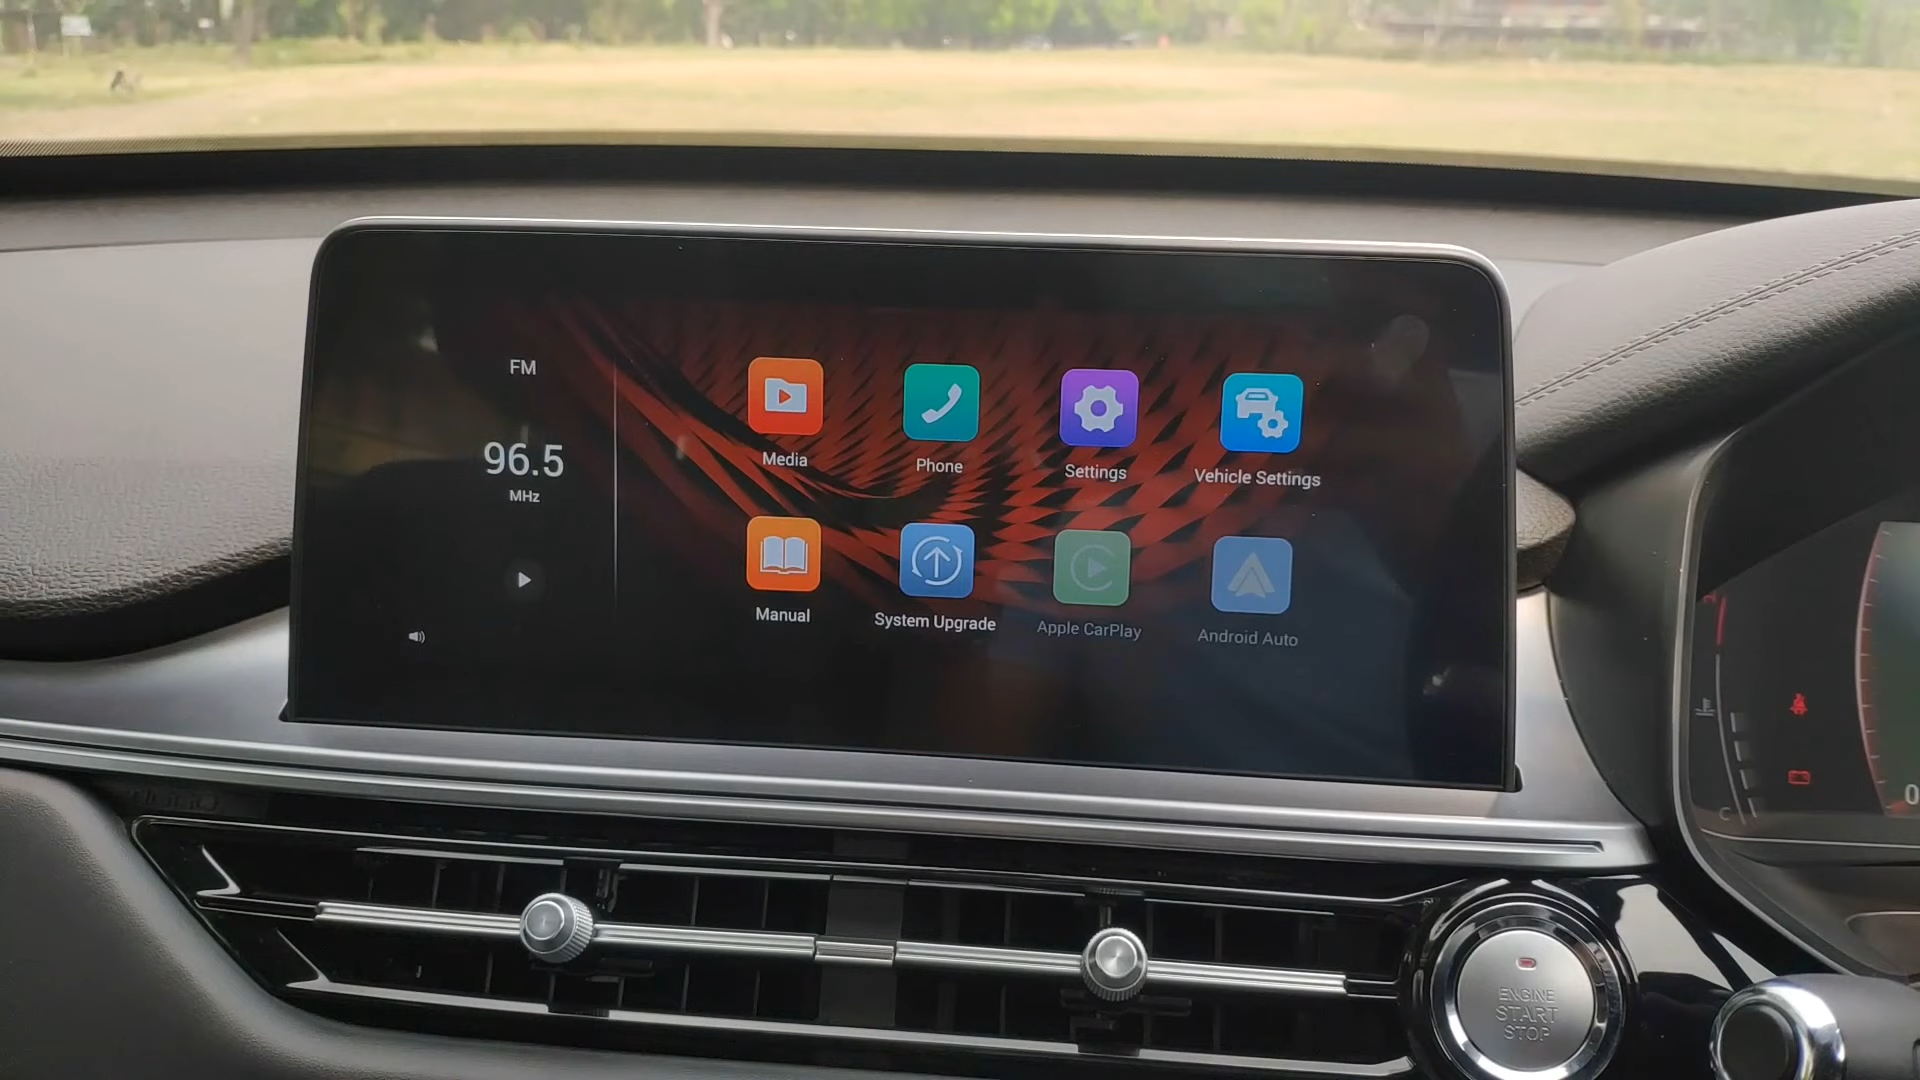 FM
96.5
MHz
Media
Phone
Settings
Vehicle Settings
Manual
System Upgrade
Apple CarPlay
Android Auto
C
0
ENGINE
START
STOP